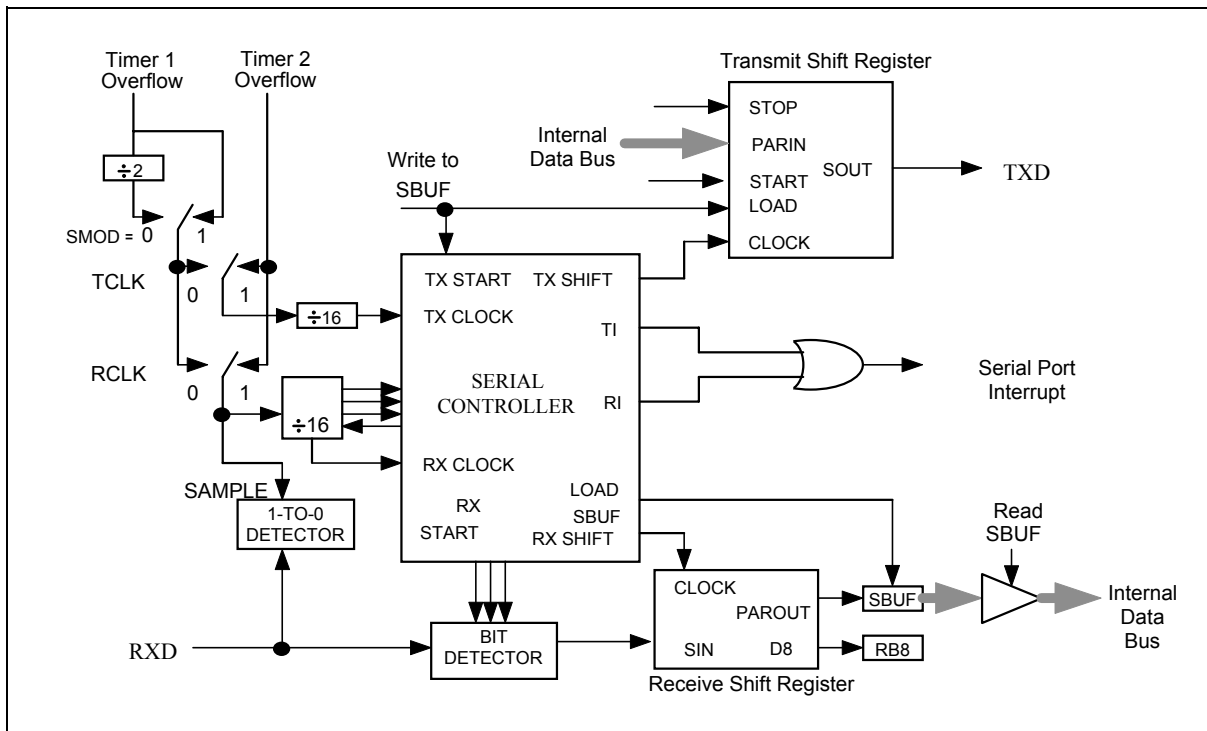 Timer 1
Overflow
Timer 2
Overflow
÷2
SMOD = 0
1
TCLK
0
1
÷16
RCLK
0
1
÷16
SAMPLE
1-TO-0
DETECTOR
RXD
BIT
DETECTOR
Write to
SBUF
TX START
TX SHIFT
TX CLOCK
TI
SERIAL
CONTROLLER
RI
RX CLOCK
LOAD
SBUF
RX
START
RX SHIFT
Transmit Shift Register
Internal
Data Bus
STOP
PARIN
SOUT
START
LOAD
CLOCK
TXD
Serial Port
Interrupt
CLOCK
PAROUT
SIN
D8
Receive Shift Register
SBUF
RB8
Read
SBUF
Internal
Data
Bus